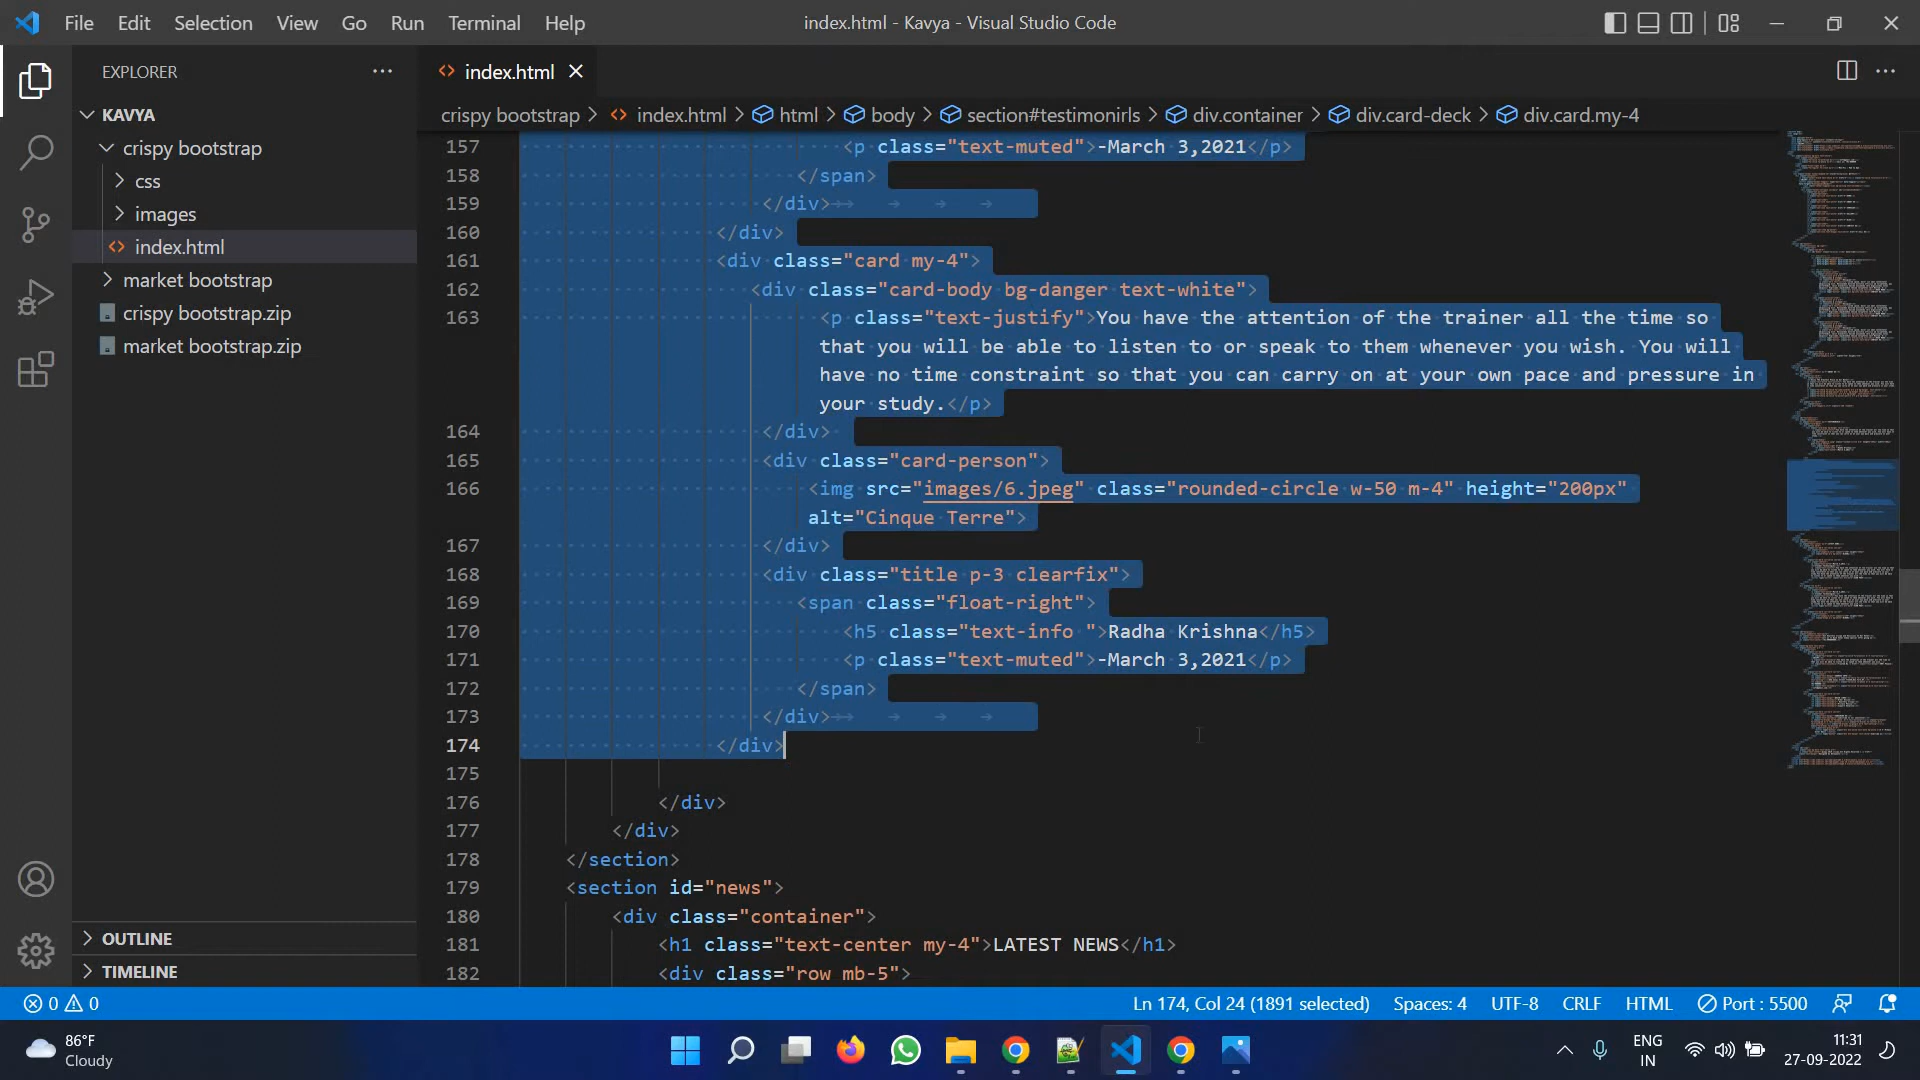 File Edit Selection View Go Run Terminal Help
index.html - Kavya - Visual Studio Code
EXPLORER
KAVYA
crispy bootstrap
css
images
index.html
market bootstrap
crispy bootstrap.zip
market bootstrap.zip
OUTLINE
TIMELINE
index.html
crispy bootstrap > index.html > html > body > section#testimonirls > div.container > div.card-deck > div.card.my-4
157 <p class="text-muted">-March 3,2021</p>
158 </span>
159 </div>
160 </div>
161 <div class="card my-4">
162 <div class="card-body bg-danger text-white">
163 <p class="text-justify">You have the attention of the trainer all the time so
that you will be able to listen to or speak to them whenever you wish. You will
have no time constraint so that you can carry on at your own pace and pressure in
your study.</p>
164 </div>
165 <div class="card-person">
166 <img src="images/6.jpeg" class="rounded-circle w-50 m-4" height="200px"
alt="Cinque Terre">
167 </div>
168 <div class="title p-3 clearfix">
169 <span class="float-right">
170 <h5 class="text-info ">Radha Krishna</h5>
171 <p class="text-muted">-March 3,2021</p>
172 </span>
173 </div>
174 </div>
175
176 </div>
177 </div>
178 </section>
179 <section id="news">
180 <div class="container">
181 <h1 class="text-center my-4">LATEST NEWS</h1>
182 <div class="row mb-5">
0 0
Ln 174, Col 24 (1891 selected) Spaces: 4 UTF-8 CRLF HTML Port : 5500
86°F
Cloudy
ENG
IN
11:31
27-09-2022